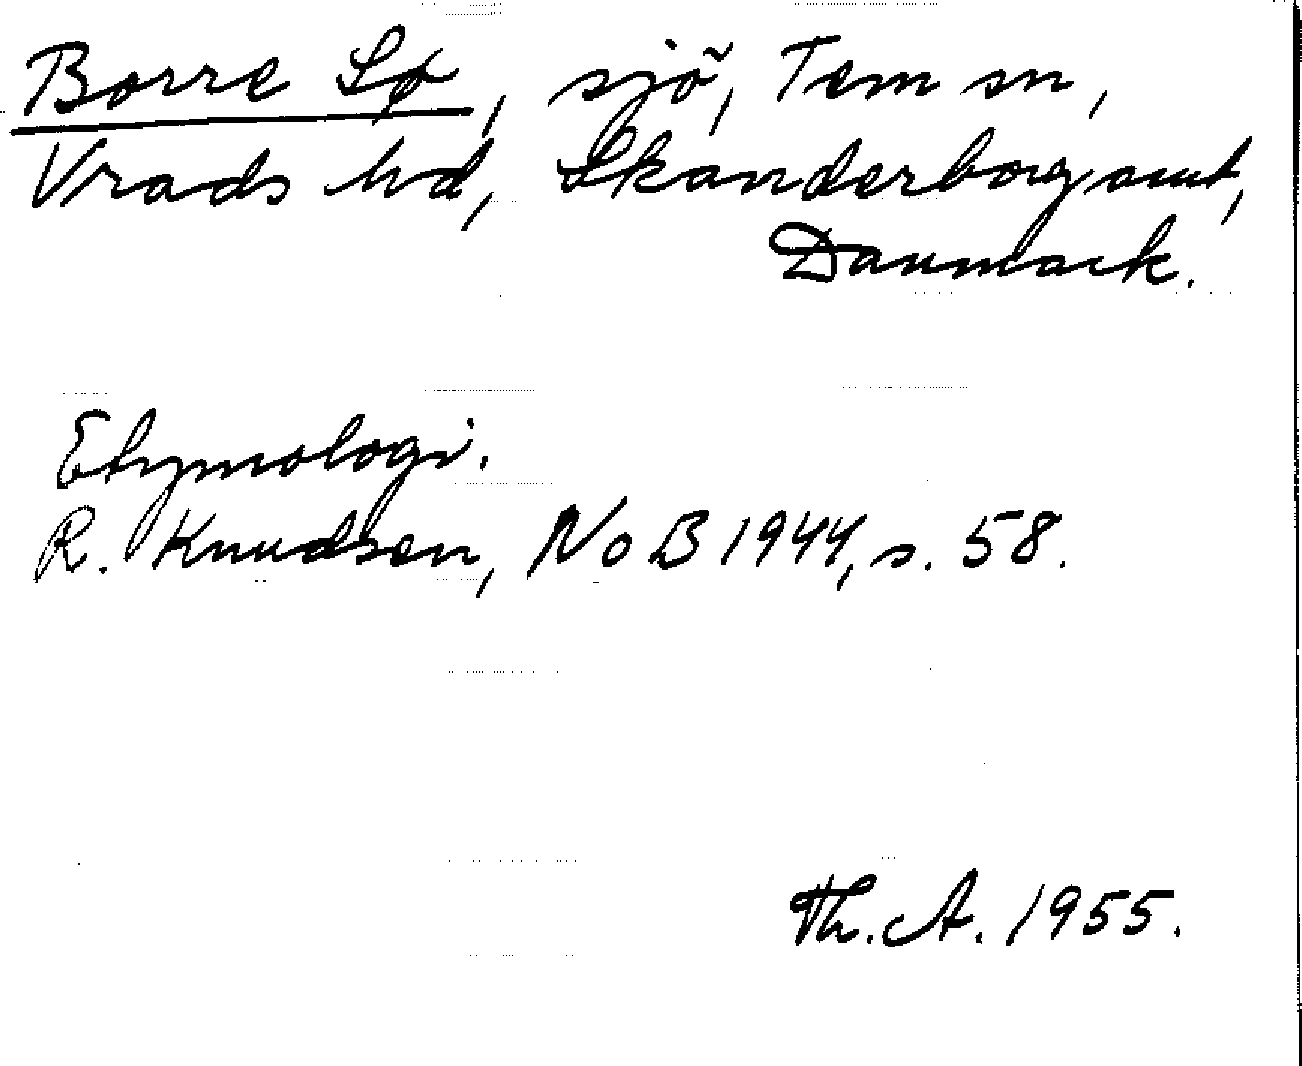 Borre Sø, sjö, Tem sn,
Vrads hd, Skanderborg amt,
Danmark.
Etymologi.
R. Knudsen, NoB 1944, s. 58.
Th. A. 1955.